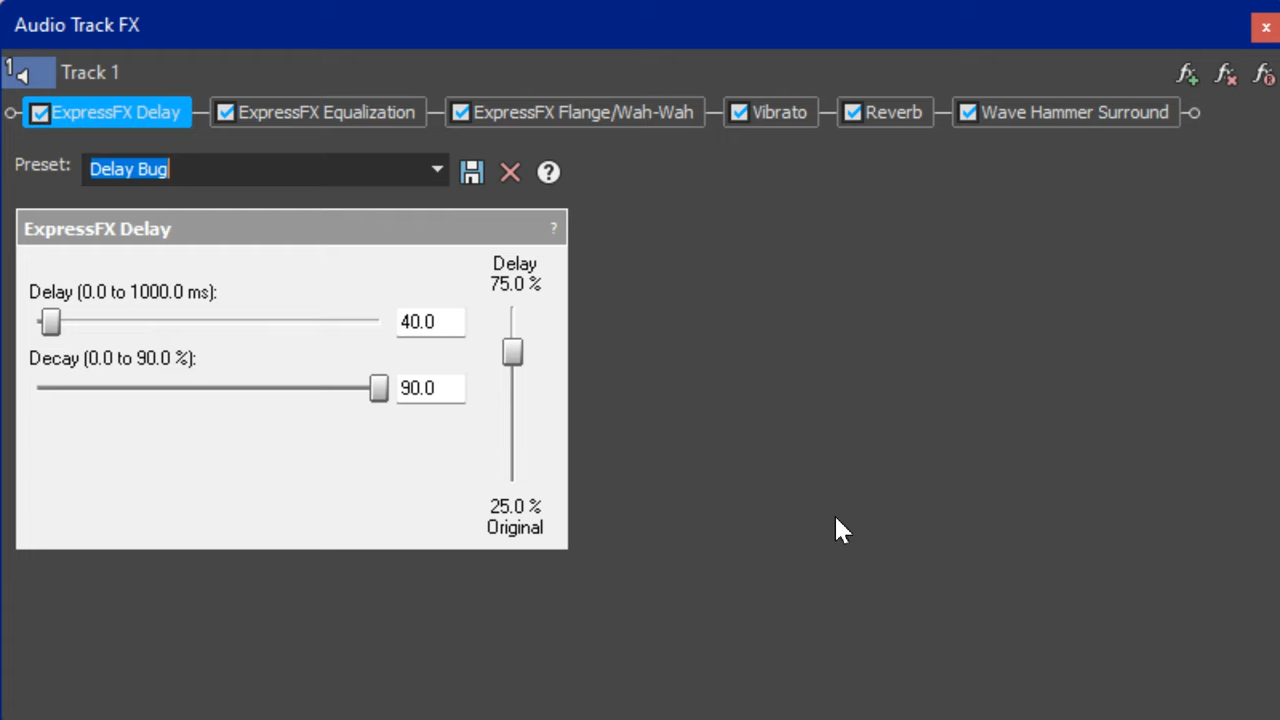 Audio Track FX
x
1
Track 1
ExpressFX Delay
ExpressFX Equalization
ExpressFX Flange/Wah-Wah
Vibrato
Reverb
Wave Hammer Surround
Preset:
Delay Bug
?
ExpressFX Delay
?
Delay
75.0 %
Delay (0.0 to 1000.0 ms):
40.0
Decay (0.0 to 90.0 %):
90.0
25.0 %
Original